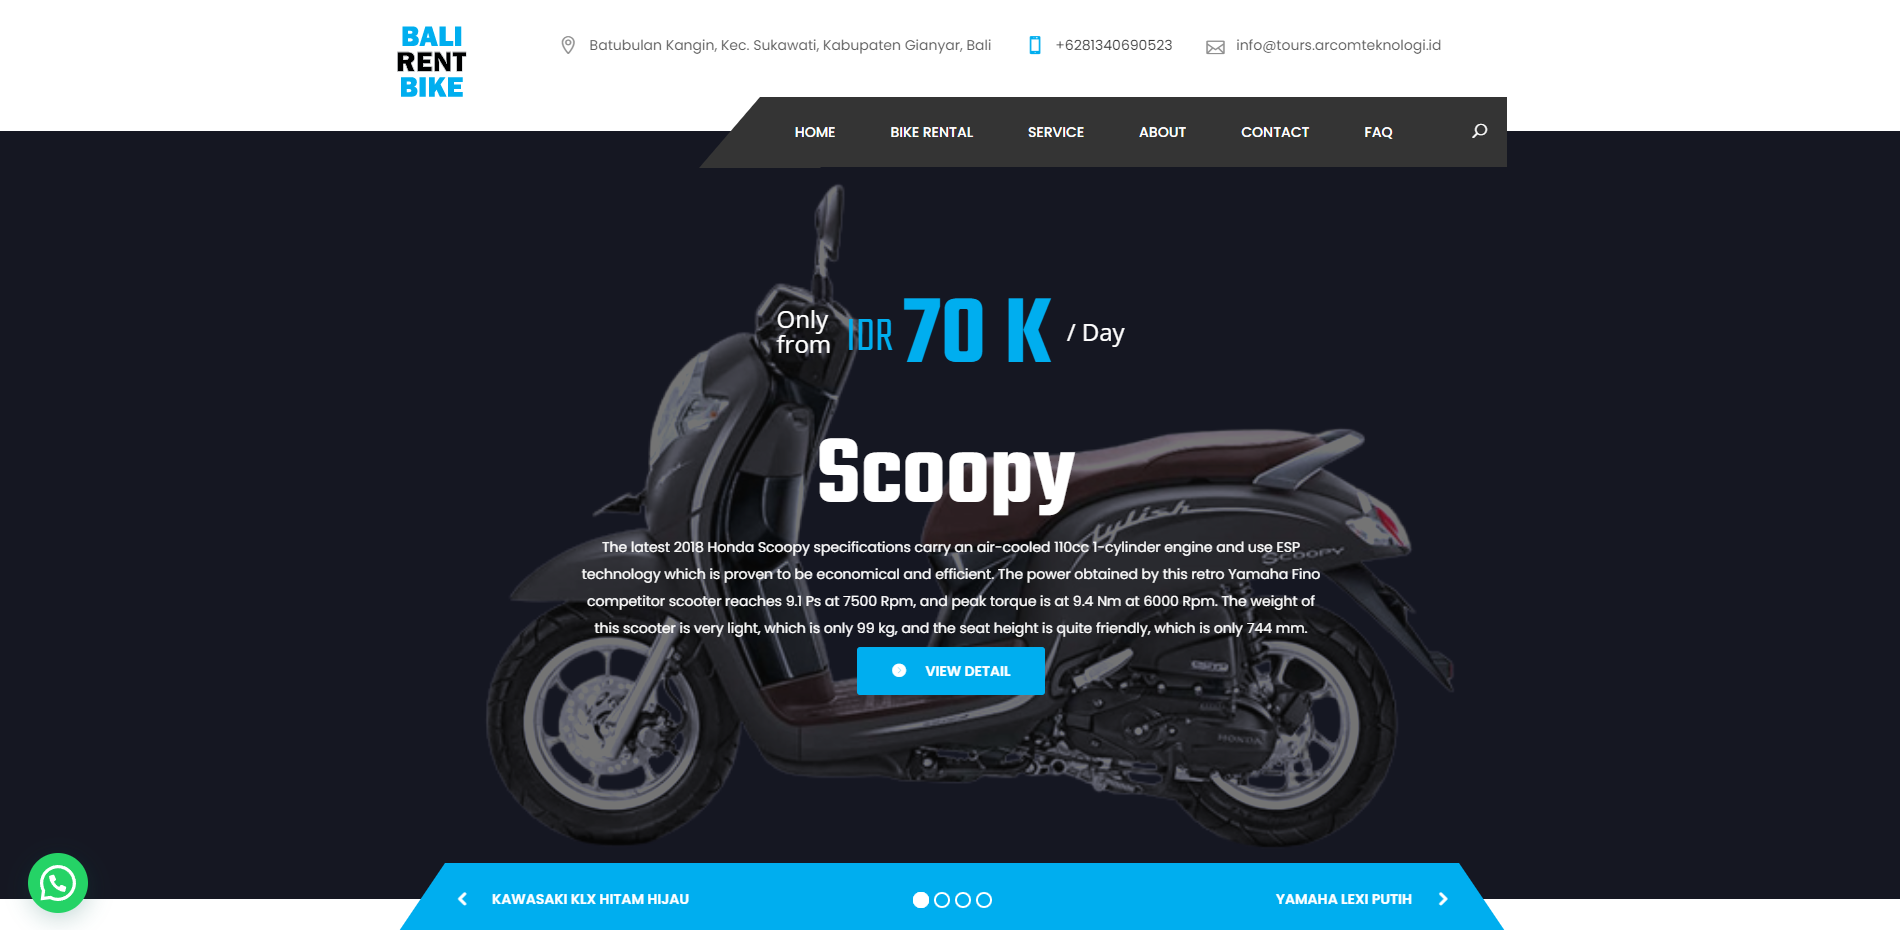 BALI
RENT
BIKE
Batubulan Kangin, Kec. Sukawati, Kabupaten Gianyar, Bali
+6281340690523
info@tours.arcomteknologi.id
HOME BIKE RENTAL SERVICE ABOUT CONTACT FAQ
Only
from
IDR 70 K / Day
Scoopy
stylish
SCOOPY
The latest 2018 Honda Scoopy specifications carry an air-cooled 110cc 1-cylinder engine and use ESP
technology which is proven to be economical and efficient. The power obtained by this retro Yamaha Fino
competitor scooter reaches 9.1 Ps at 7500 Rpm, and peak torque is at 9.4 Nm at 6000 Rpm. The weight of
this scooter is very light, which is only 99 kg, and the seat height is quite friendly, which is only 744 mm.
VIEW DETAIL
HONDA
KAWASAKI KLX HITAM HIJAU
YAMAHA LEXI PUTIH